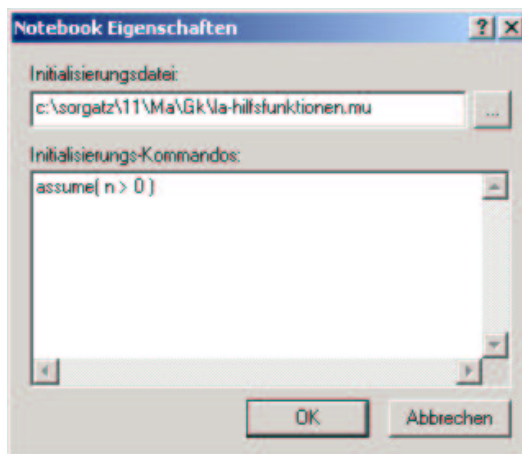 Notebook Eigenschaften
Initialisierungsdatei:
c:\sorgatz\11\Ma\Gk\la-hilfsfunktionen.mu
...
Initialisierungs-Kommandos:
assume( n > 0 )
OK
Abbrechen